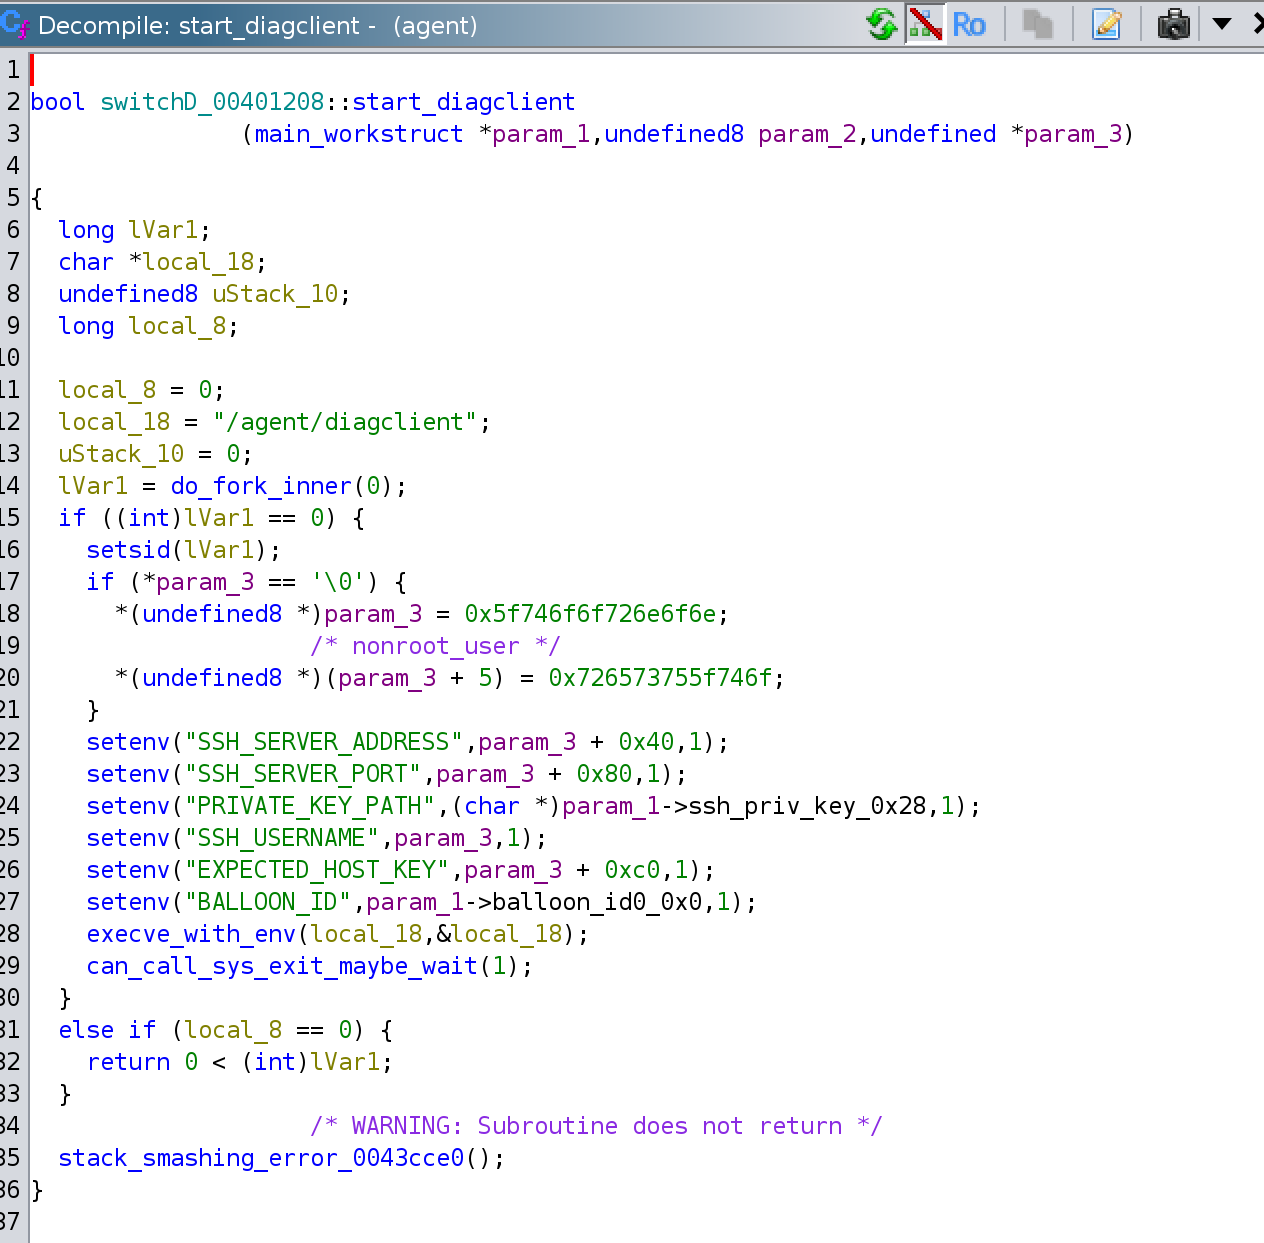 Decompile: start_diagclient - (agent)
Ro
1
2 bool switchD_00401208::start_diagclient
3 (main_workstruct *param_1,undefined8 param_2,undefined *param_3)
4
5 {
6 long lVar1;
7 char *local_18;
8 undefined8 uStack_10;
9 long local_8;
10
11 local_8 = 0;
12 local_18 = "/agent/diagclient";
13 uStack_10 = 0;
14 lVar1 = do_fork_inner(0);
15 if ((int)lVar1 == 0) {
16 setsid(lVar1);
17 if (*param_3 == '\0') {
18 *(undefined8 *)param_3 = 0x5f746f6f726e6f6e;
19 /* nonroot_user */
20 *(undefined8 *)(param_3 + 5) = 0x726573755f746f;
21 }
22 setenv("SSH_SERVER_ADDRESS",param_3 + 0x40,1);
23 setenv("SSH_SERVER_PORT",param_3 + 0x80,1);
24 setenv("PRIVATE_KEY_PATH",(char *)param_1->ssh_priv_key_0x28,1);
25 setenv("SSH_USERNAME",param_3,1);
26 setenv("EXPECTED_HOST_KEY",param_3 + 0xc0,1);
27 setenv("BALLOON_ID",param_1->balloon_id0_0x0,1);
28 execve_with_env(local_18,&local_18);
29 can_call_sys_exit_maybe_wait(1);
30 }
31 else if (local_8 == 0) {
32 return 0 < (int)lVar1;
33 }
34 /* WARNING: Subroutine does not return */
35 stack_smashing_error_0043cce0();
36 }
37